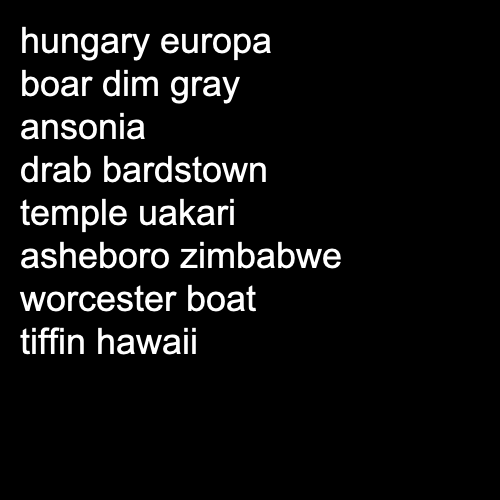 hungary europa
boar dim gray
ansonia
drab bardstown
temple uakari
asheboro zimbabwe
worcester boat
tiffin hawaii